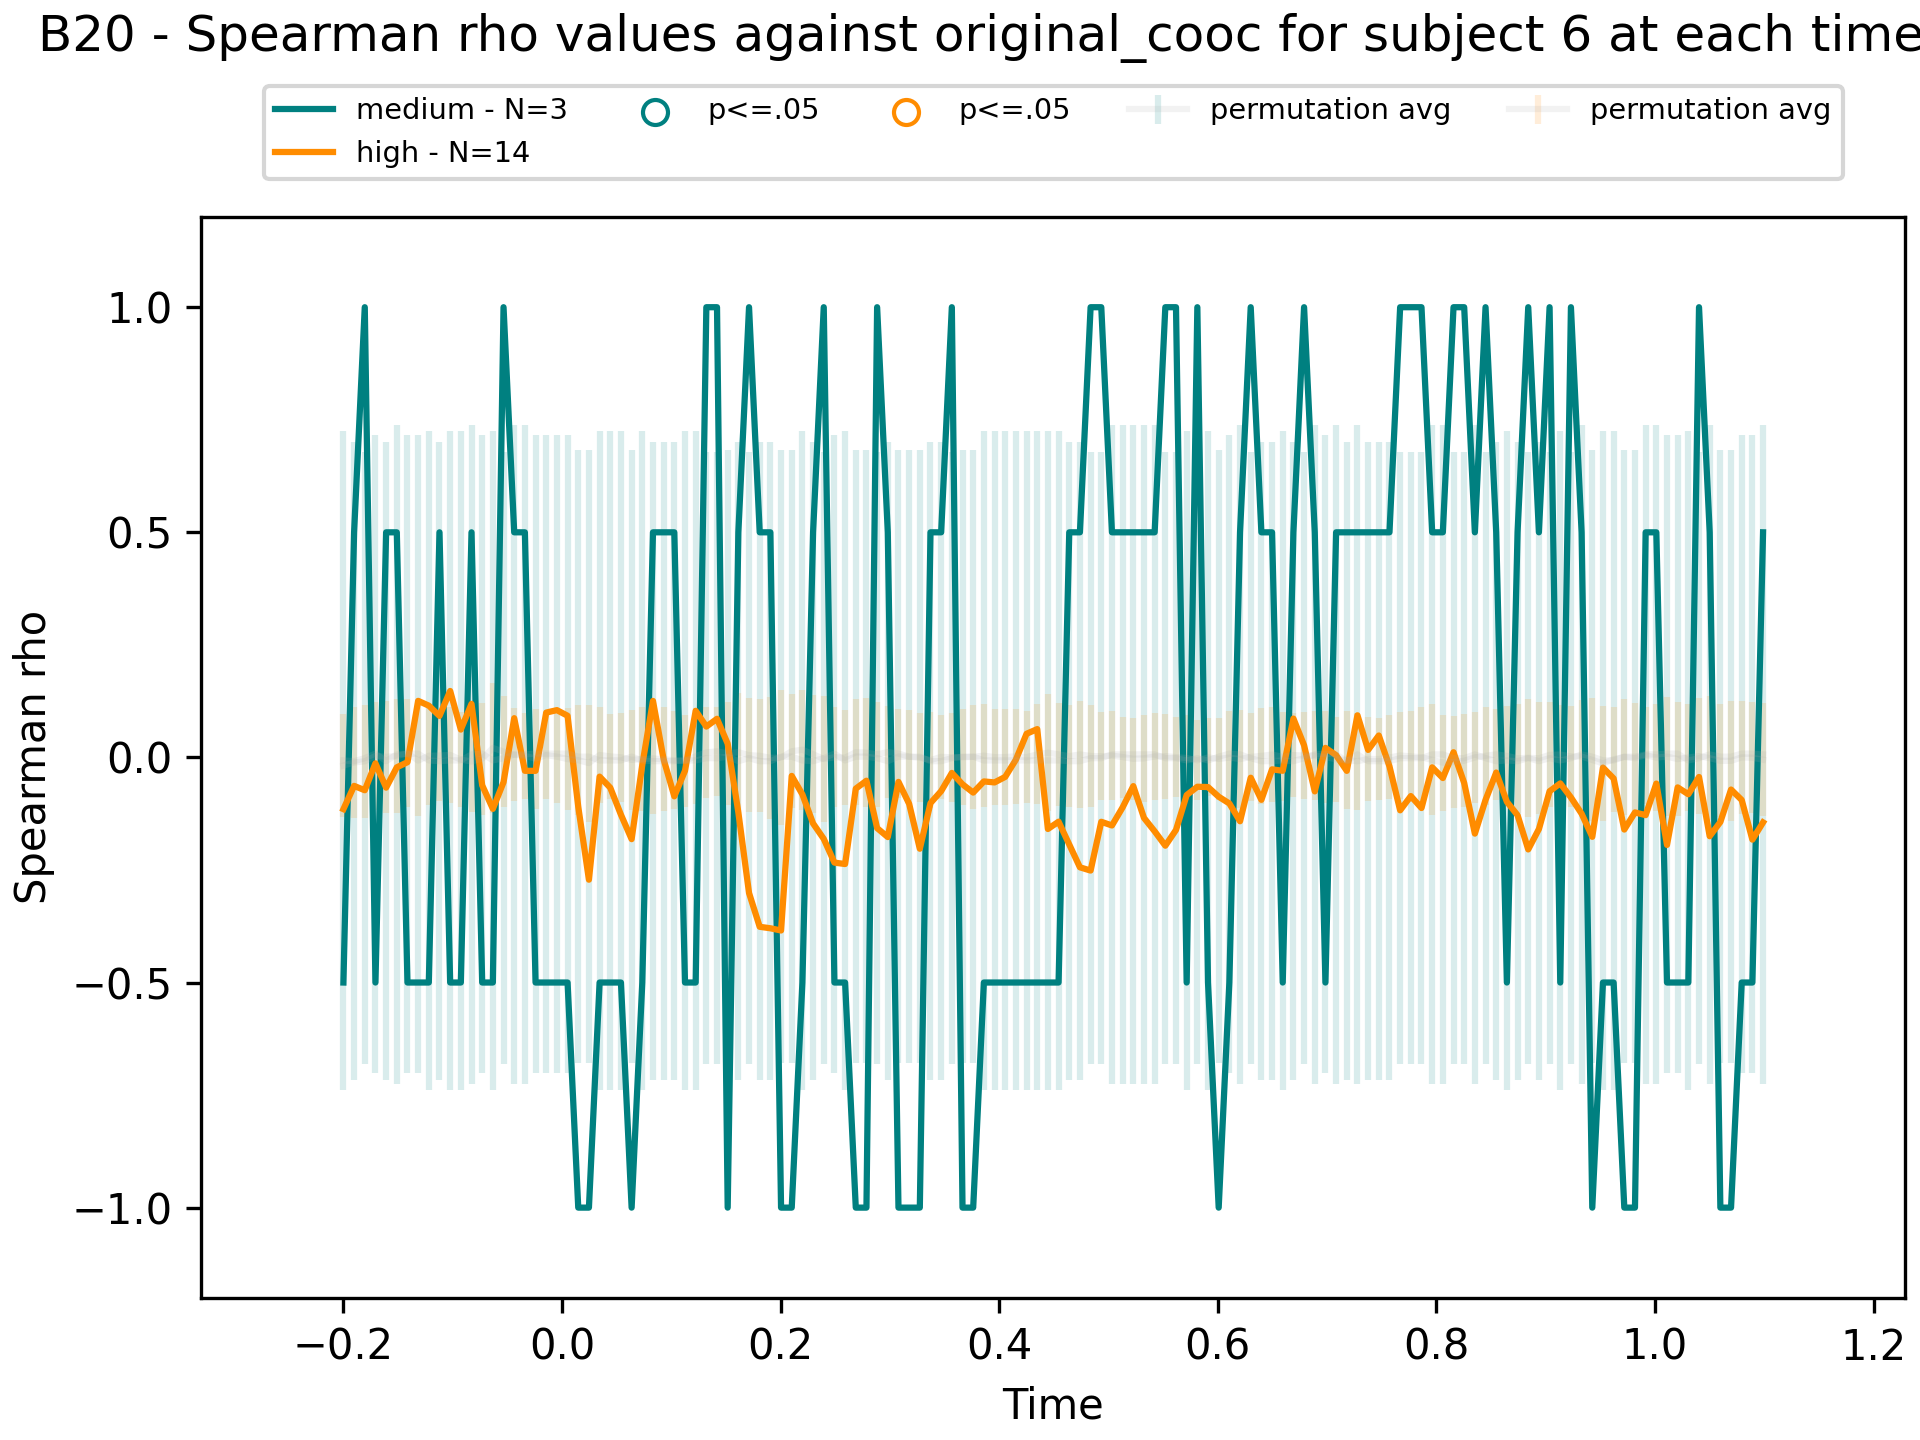 B20 - Spearman rho values against original_cooc for subject 6 at each time
medium - N=3
high - N=14
p<=.05
p<=.05
permutation avg
permutation avg
Spearman rho
1.0
0.5
0.0
−0.5
−1.0
−0.2 0.0 0.2 0.4 0.6 0.8 1.0 1.2
Time